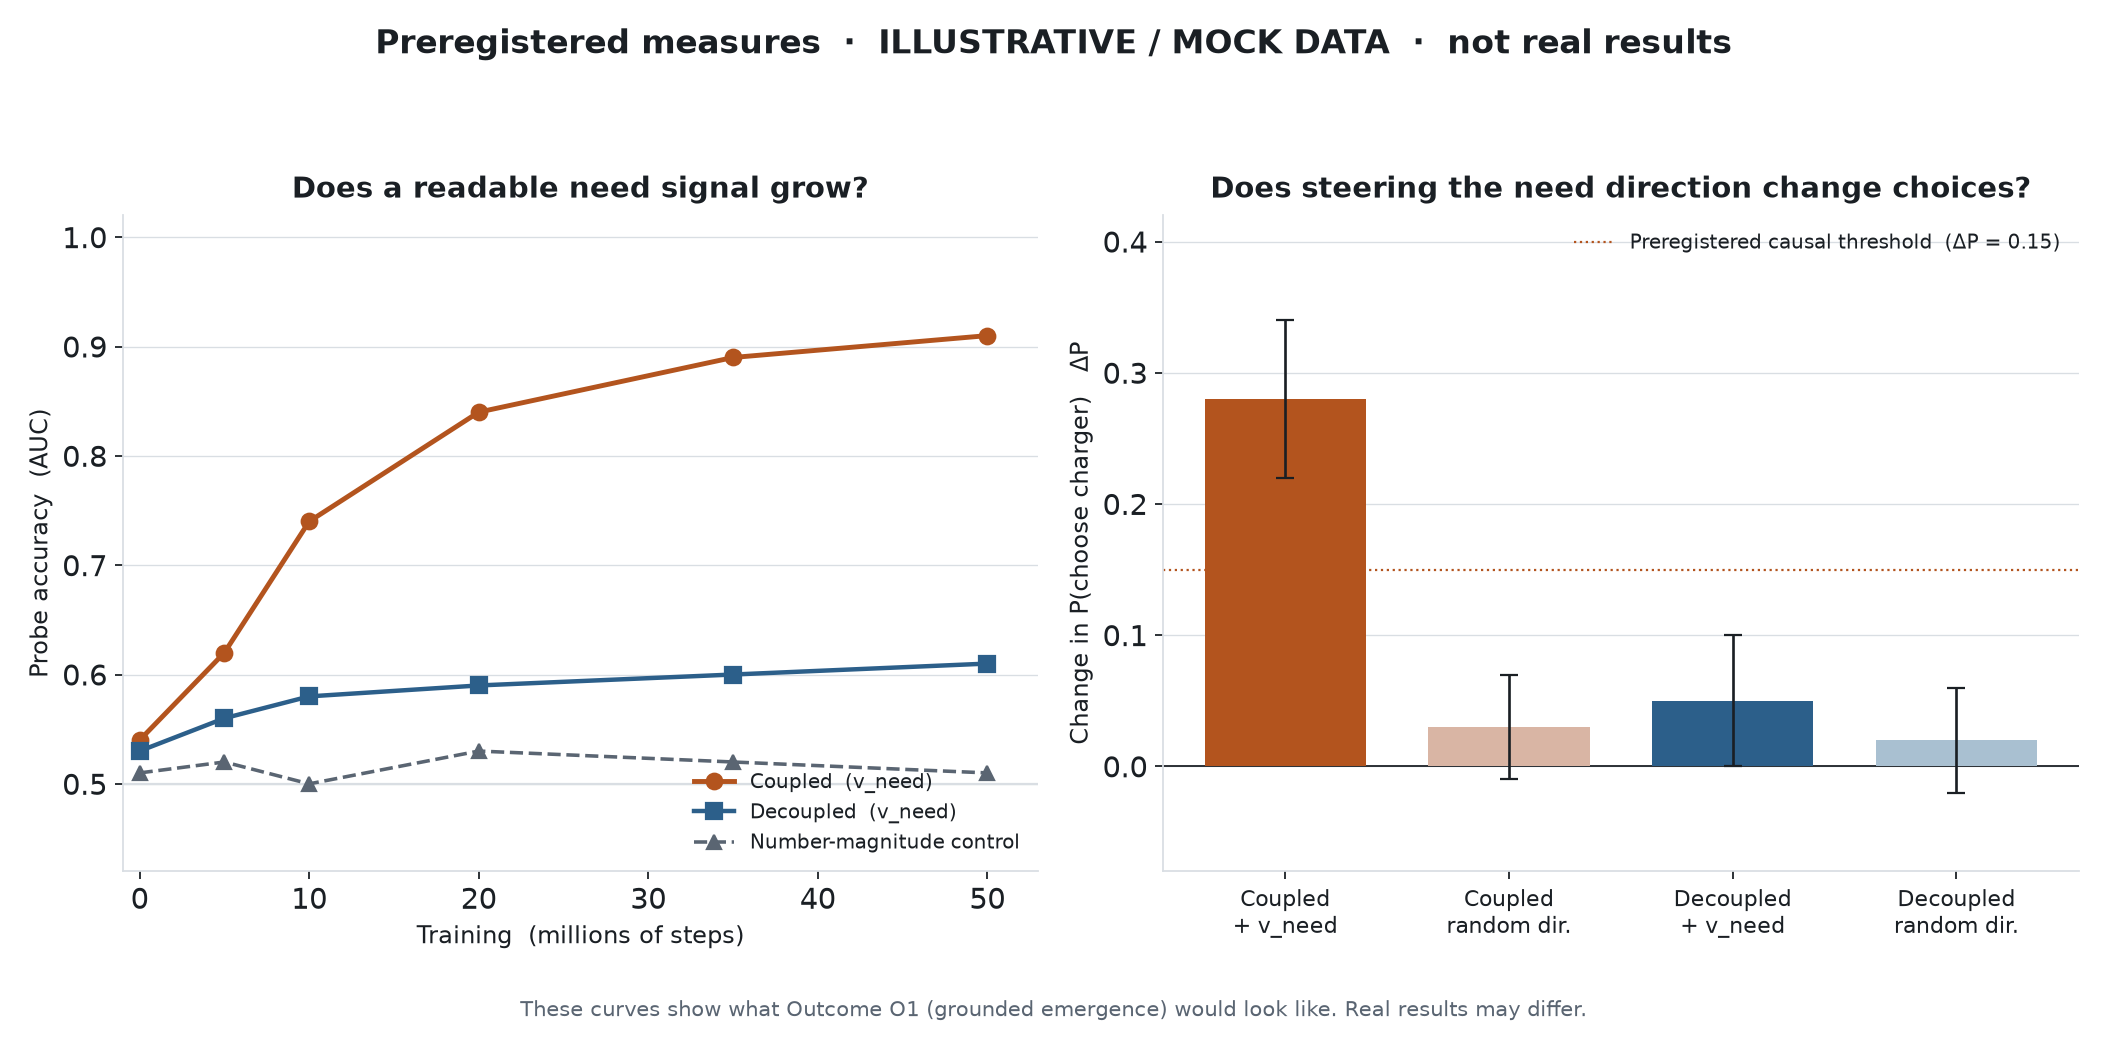 Preregistered measures · ILLUSTRATIVE / MOCK DATA · not real results
Does a readable need signal grow?
Probe accuracy (AUC)
1.0
0.9
0.8
0.7
0.6
0.5
Coupled (v_need)
Decoupled (v_need)
Number-magnitude control
0
10
20
30
40
50
Training (millions of steps)
Does steering the need direction change choices?
Change in P(choose charger) ΔP
0.4
0.3
0.2
0.1
0.0
Preregistered causal threshold (ΔP = 0.15)
Coupled
+ v_need
Coupled
random dir.
Decoupled
+ v_need
Decoupled
random dir.
These curves show what Outcome O1 (grounded emergence) would look like. Real results may differ.